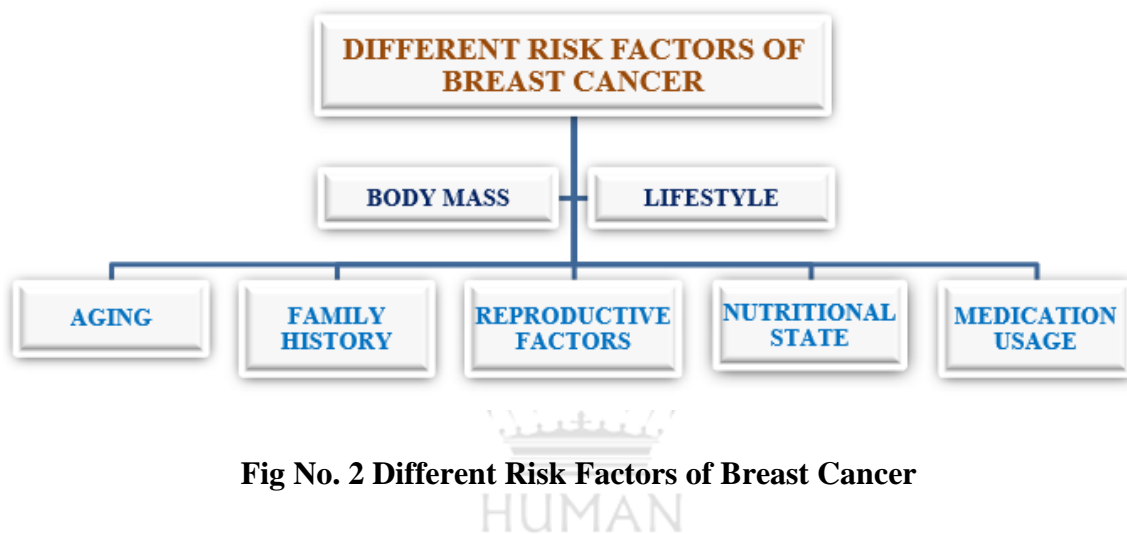 DIFFERENT RISK FACTORS OF
BREAST CANCER
BODY MASS
LIFESTYLE
AGING
FAMILY
HISTORY
REPRODUCTIVE
FACTORS
NUTRITIONAL
STATE
MEDICATION
USAGE
Fig No. 2 Different Risk Factors of Breast Cancer
HUMAN